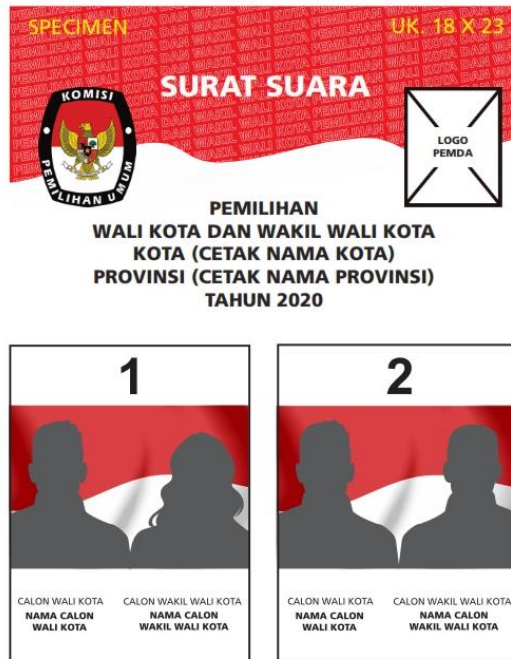 SPECIMEN
UK. 18 X 23
SURAT SUARA
KOMISI
PEMILIHAN UMUM
LOGO
PEMDA
PEMILIHAN
WALI KOTA DAN WAKIL WALI KOTA
KOTA (CETAK NAMA KOTA)
PROVINSI (CETAK NAMA PROVINSI)
TAHUN 2020
1
2
CALON WALI KOTA
NAMA CALON
WALI KOTA
CALON WAKIL WALI KOTA
NAMA CALON
WAKIL WALI KOTA
CALON WALI KOTA
NAMA CALON
WALI KOTA
CALON WAKIL WALI KOTA
NAMA CALON
WAKIL WALI KOTA